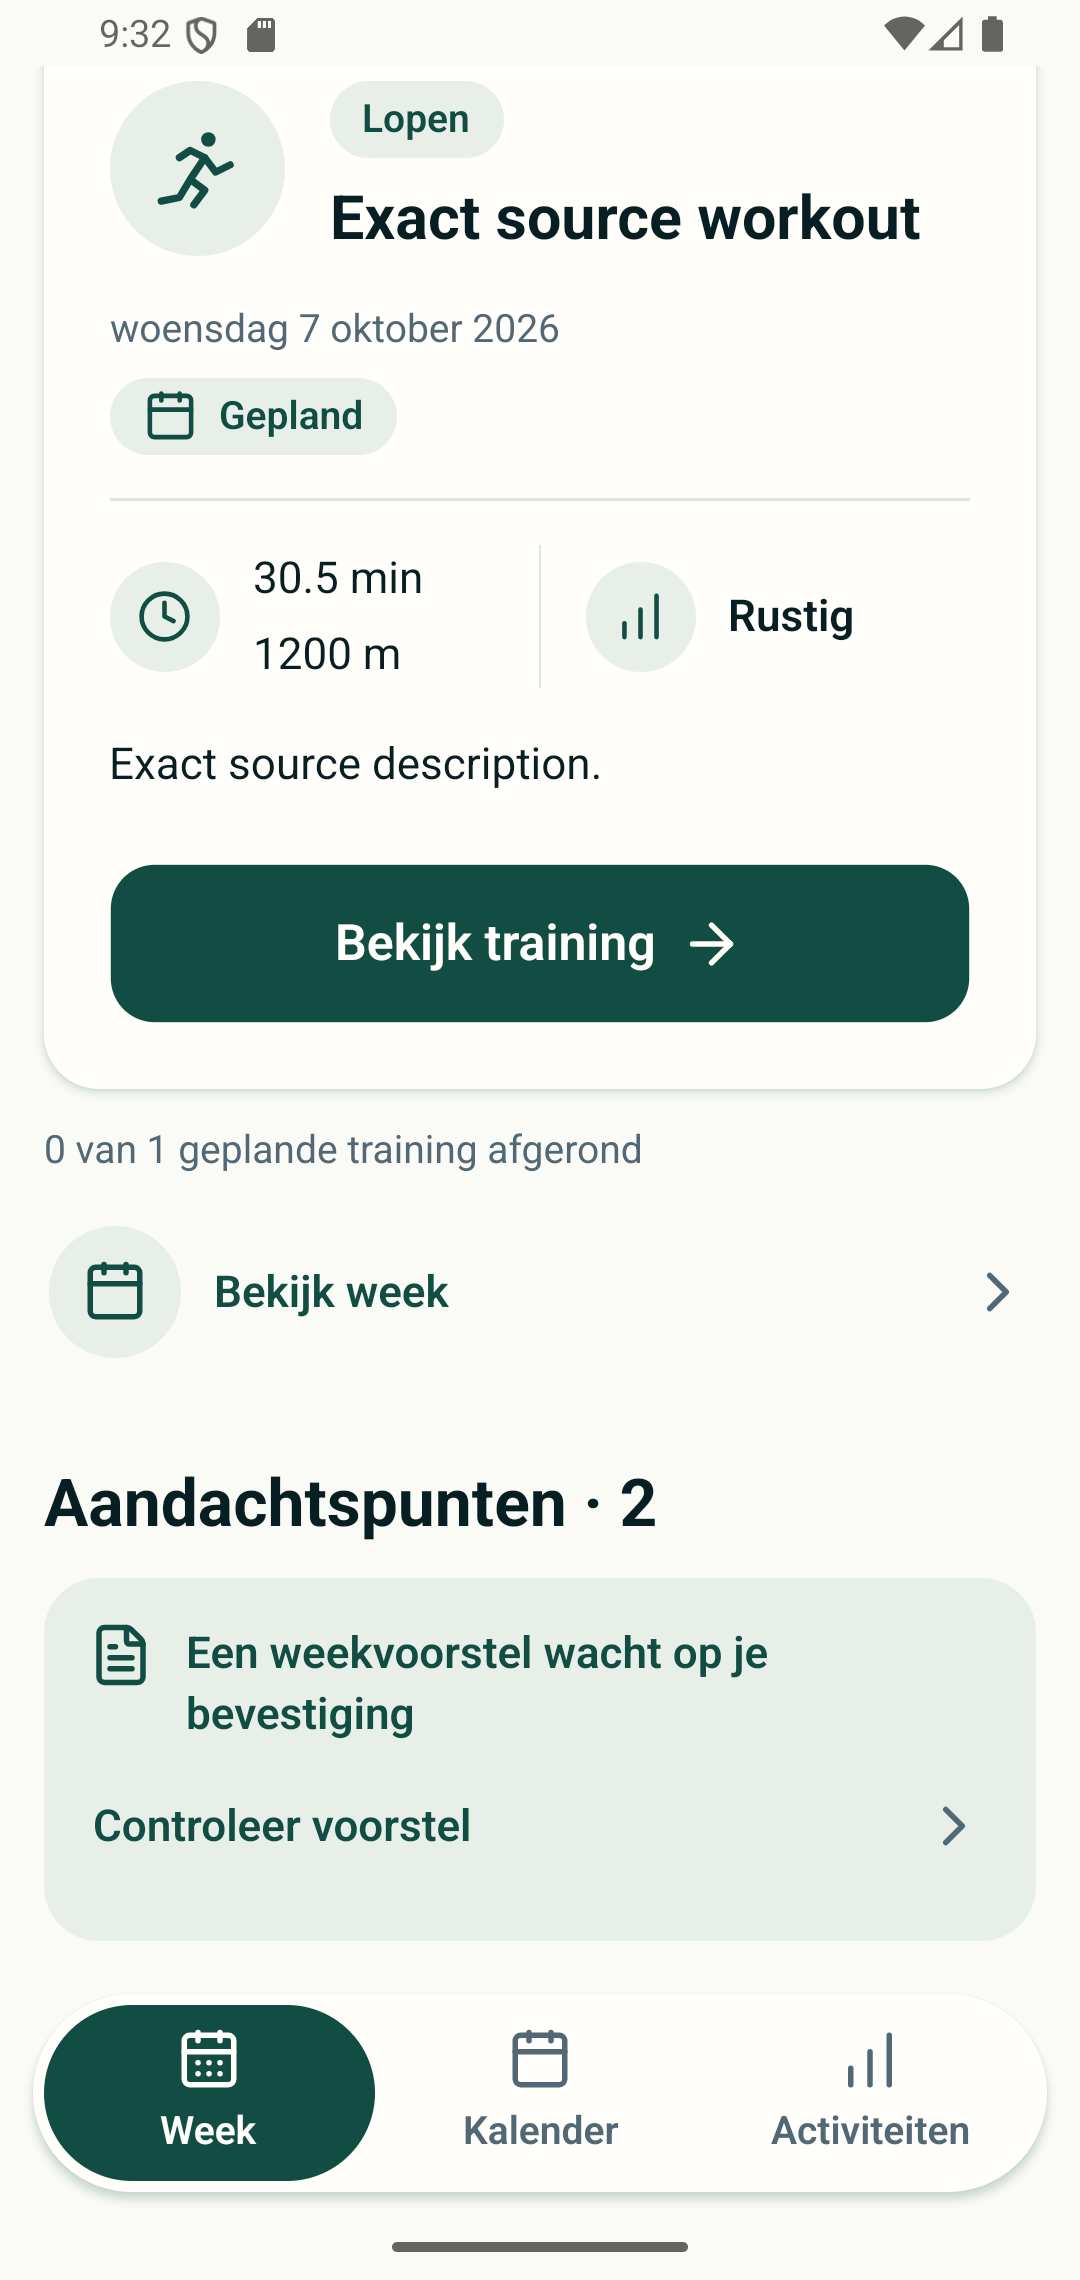 9:32
Lopen
Exact source workout
woensdag 7 oktober 2026
Gepland
30.5 min
1200 m
Rustig
Exact source description.
Bekijk training
0 van 1 geplande training afgerond
Bekijk week
Aandachtspunten · 2
Een weekvoorstel wacht op je
bevestiging
Controleer voorstel
Week
Kalender
Activiteiten